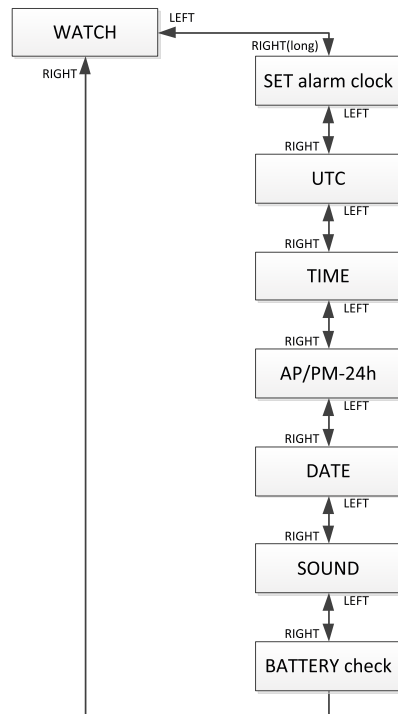 WATCH
LEFT
RIGHT(long)
RIGHT
SET alarm clock
LEFT
RIGHT
UTC
LEFT
RIGHT
TIME
LEFT
RIGHT
AP/PM-24h
LEFT
RIGHT
DATE
LEFT
RIGHT
SOUND
LEFT
RIGHT
BATTERY check